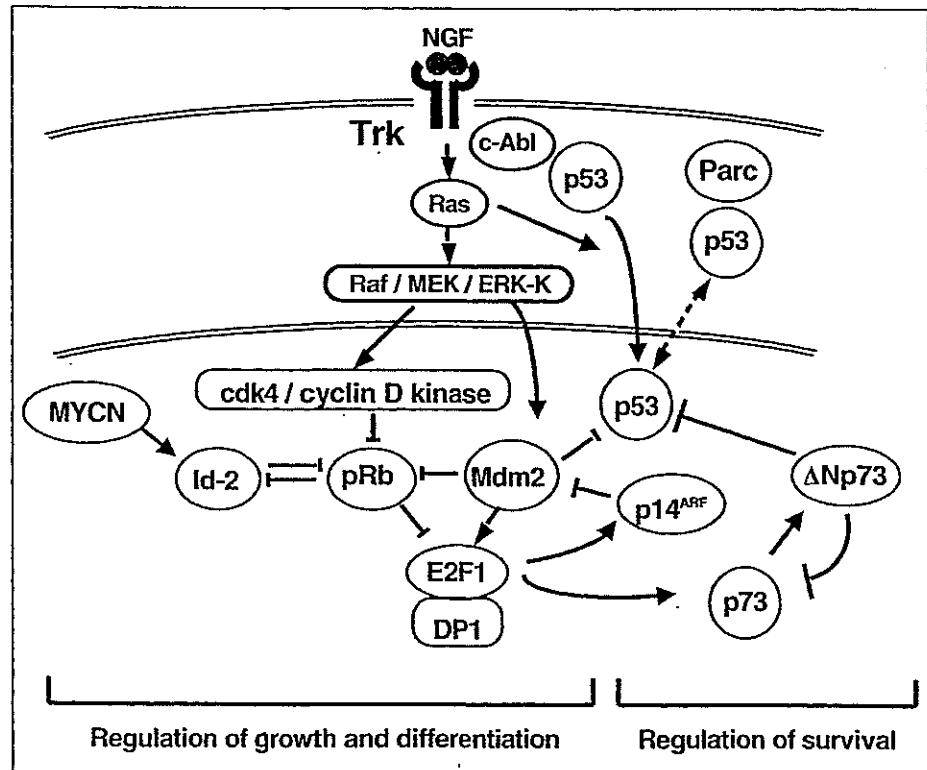 NGF
Trk
c-Abl
p53
Parc
p53
Ras
Raf / MEK / ERK-K
cdk4 / cyclin D kinase
p53
MYCN
Id-2
pRb
Mdm2
p14ARF
ΔNp73
E2F1
DP1
p73
Regulation of growth and differentiation
Regulation of survival